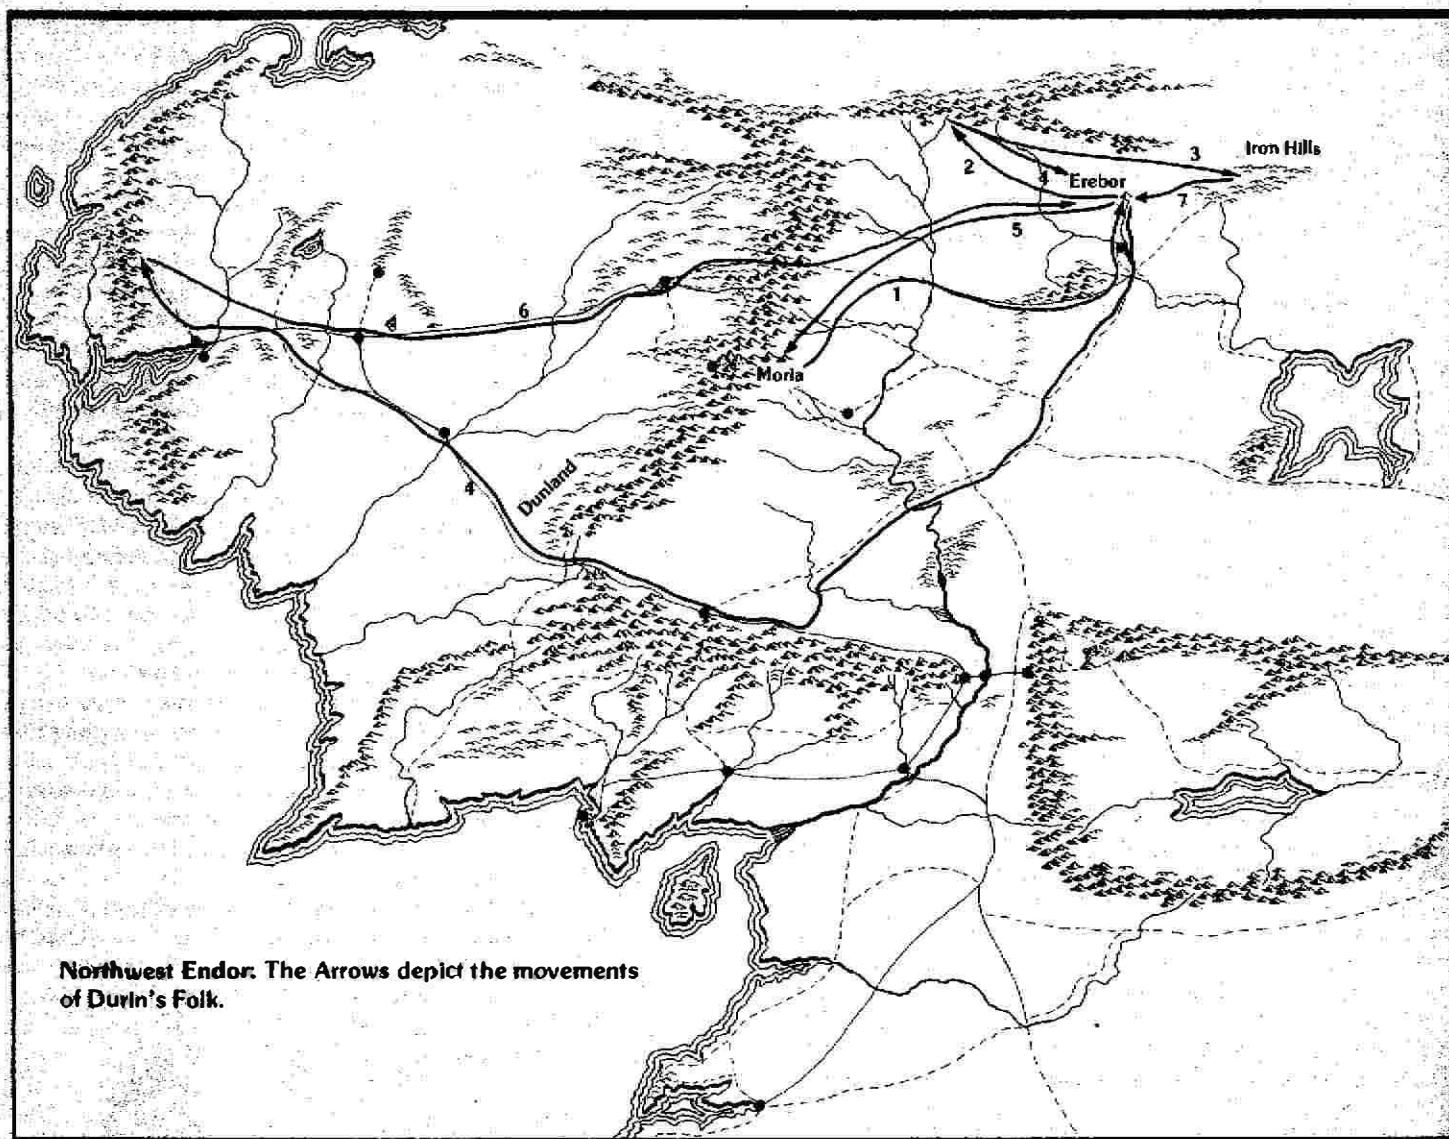 3
Iron Hills
2
4
Erebor
7
5
1
6
Moria
4
Dunland
Northwest Endor. The Arrows depict the movements
of Durin's Folk.